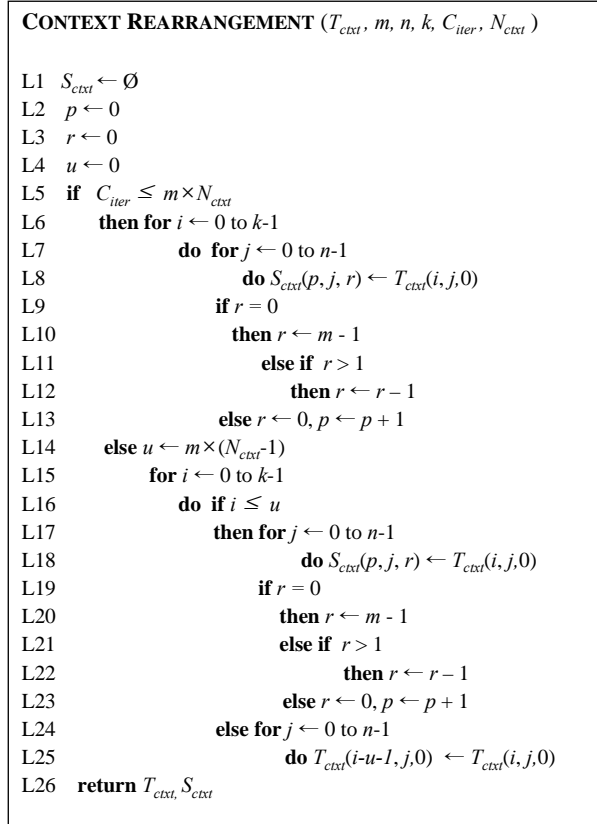 CONTEXT REARRANGEMENT (T_ctxt, m, n, k, C_iter, N_ctxt )
L1 S_ctxt ← Ø
L2 p ← 0
L3 r ← 0
L4 u ← 0
L5 if C_iter ≤ m×N_ctxt
L6 then for i ← 0 to k-1
L7 do for j ← 0 to n-1
L8 do S_ctxt(p, j, r) ← T_ctxt(i, j,0)
L9 if r = 0
L10 then r ← m - 1
L11 else if r > 1
L12 then r ← r – 1
L13 else r ← 0, p ← p + 1
L14 else u ← m×(N_ctxt-1)
L15 for i ← 0 to k-1
L16 do if i ≤ u
L17 then for j ← 0 to n-1
L18 do S_ctxt(p, j, r) ← T_ctxt(i, j,0)
L19 if r = 0
L20 then r ← m - 1
L21 else if r > 1
L22 then r ← r – 1
L23 else r ← 0, p ← p + 1
L24 else for j ← 0 to n-1
L25 do T_ctxt(i-u-1, j,0) ← T_ctxt(i, j,0)
L26 return T_ctxt, S_ctxt